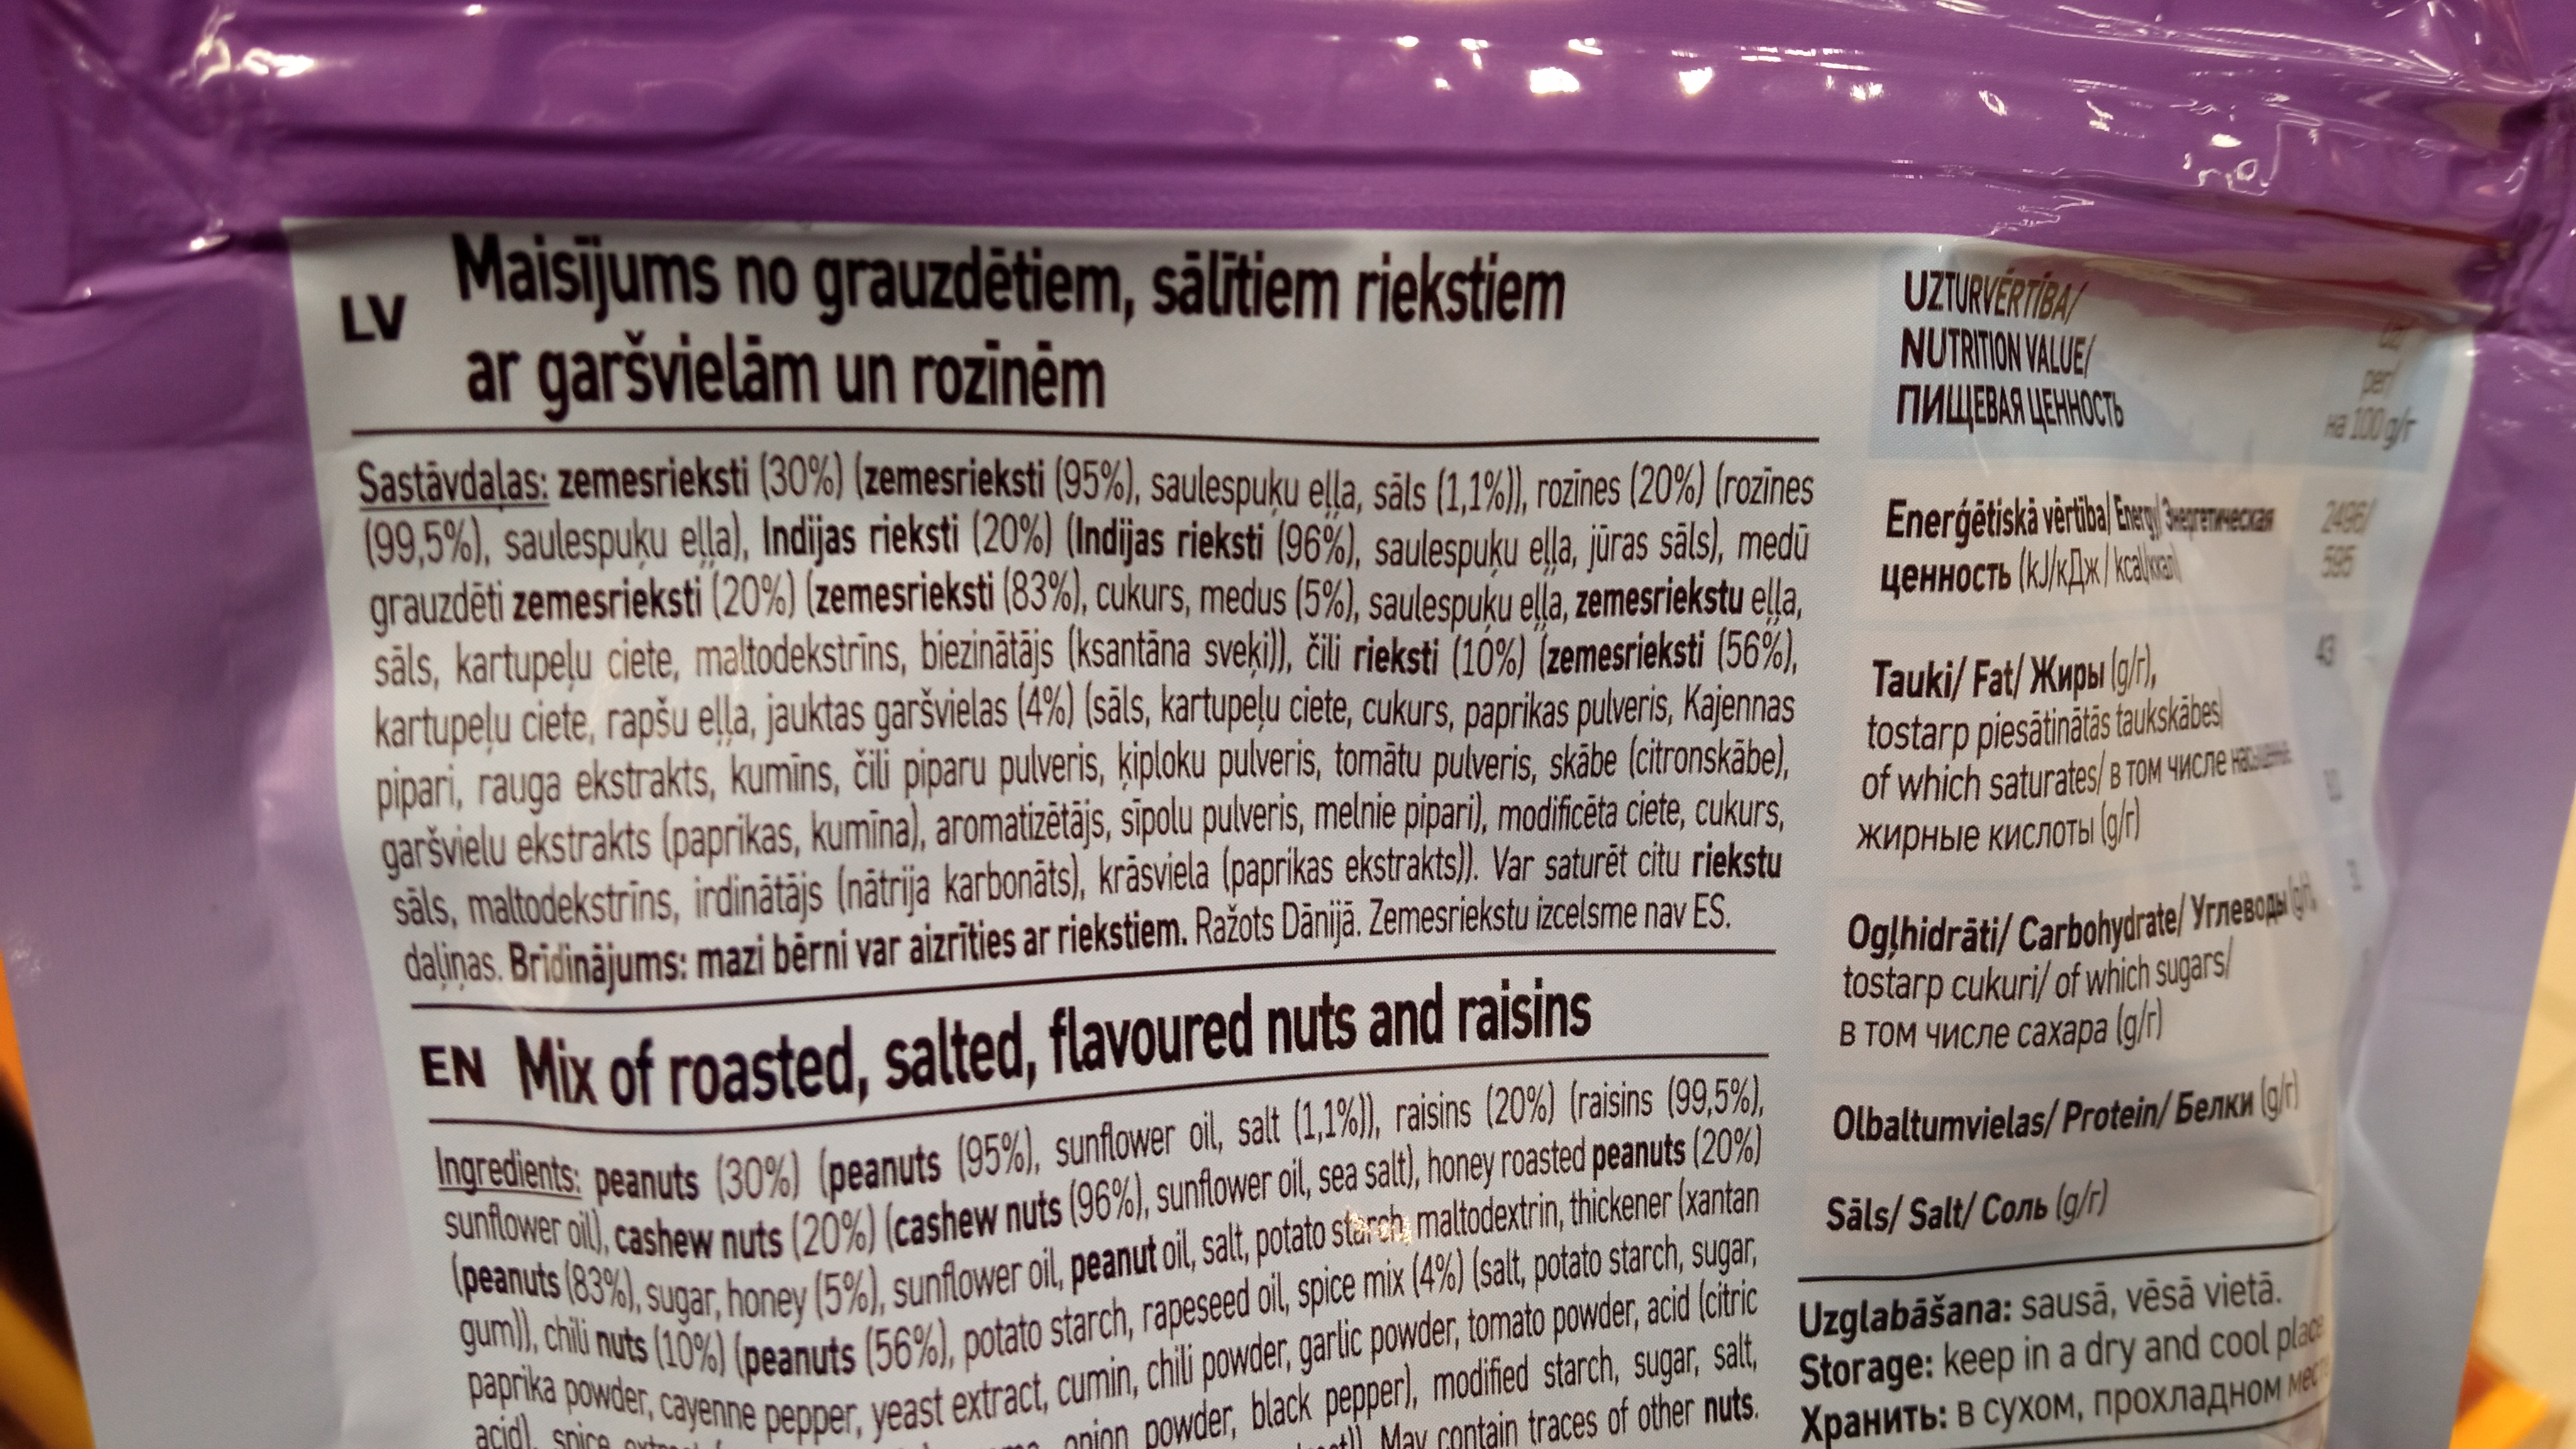 LV Maisījums no grauzdētiem, sālītiem riekstiem
ar garšvielām un rozīnēm
Sastāvdaļas: zemesrieksti (30%) (zemesrieksti (95%), saulespuķu eļļa, sāls (1,1%)), rozīnes (20%) (rozīnes
(99,5%), saulespuķu eļļa), Indijas rieksti (20%) (Indijas rieksti (96%), saulespuķu eļļa, jūras sāls), medū
grauzdēti zemesrieksti (20%) (zemesrieksti (83%), cukurs, medus (5%), saulespuķu eļļa, zemesriekstu eļļa,
sāls, kartupeļu ciete, maltodekstrīns, biezinātājs (ksantāna sveķi)), čili rieksti (10%) (zemesrieksti (56%),
kartupeļu ciete, rapšu eļļa, jauktas garšvielas (4%) (sāls, kartupeļu ciete, cukurs, paprikas pulveris, Kajennas
pipari, rauga ekstrakts, kumīns, čili piparu pulveris, ķiploku pulveris, tomātu pulveris, skābe (citronskābe),
garšvielu ekstrakts (paprikas, kumīna), aromatizētājs, sīpolu pulveris, melnie pipari), modificēta ciete, cukurs,
sāls, maltodekstrīns, irdinātājs (nātrija karbonāts), krāsviela (paprikas ekstrakts)). Var saturēt citu riekstu
daļiņas. Brīdinājums: mazi bērni var aizrīties ar riekstiem. Ražots Dānijā. Zemesriekstu izcelsme nav ES.
EN Mix of roasted, salted, flavoured nuts and raisins
Ingredients: peanuts (30%) (peanuts (95%), sunflower oil, salt (1,1%)), raisins (20%) (raisins (99,5%),
sunflower oil), cashew nuts (20%) (cashew nuts (96%), sunflower oil, sea salt), honey roasted peanuts (20%)
(peanuts (83%), sugar, honey (5%), sunflower oil, peanut oil, salt, potato starch, maltodextrin, thickener (xantan
gum)), chili nuts (10%) (peanuts (56%), potato starch, rapeseed oil, spice mix (4%) (salt, potato starch, sugar,
paprika powder, cayenne pepper, yeast extract, cumin, chili powder, garlic powder, tomato powder, acid (citric
acid), spice onion powder, black pepper), modified starch, sugar, salt,
May contain traces of other nuts.
UZTURVĒRTĪBA/
NUTRITION VALUE/
ПИЩЕВАЯ ЦЕННОСТЬ
per/
на 100 g/г
Enerģētiskā vērtība/ Energy/ Энергетическая
ценность (kJ/кДж / kcal/ккал)
2496/
595
Tauki/ Fat/ Жиры (g/г), 43
tostarp piesātinātās taukskābes/
of which saturates/ в том числе
жирные кислоты (g/г)
Ogļhidrāti/ Carbohydrate/ Углеводы (g/г),
tostarp cukuri/ of which sugars/
в том числе сахара (g/г)
Olbaltumvielas/ Protein/ Белки (g/г)
Sāls/ Salt/ Соль (g/г)
Uzglabāšana: sausā, vēsā vietā.
Storage: keep in a dry and cool place
Хранить: в сухом, прохладном